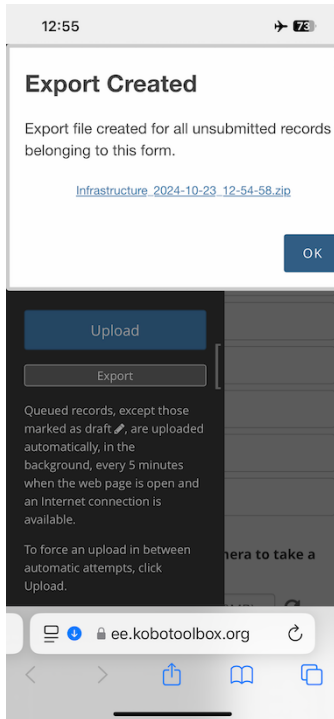 12:55
73
Export Created
Export file created for all unsubmitted records
belonging to this form.
Infrastructure_2024-10-23_12-54-58.zip
OK
Upload
Export
Queued records, except those
marked as draft , are uploaded
automatically, in the
background, every 5 minutes
when the web page is open and
an Internet connection is
available.
To force an upload in between
automatic attempts, click
Upload.
nera to take a
ee.kobotoolbox.org